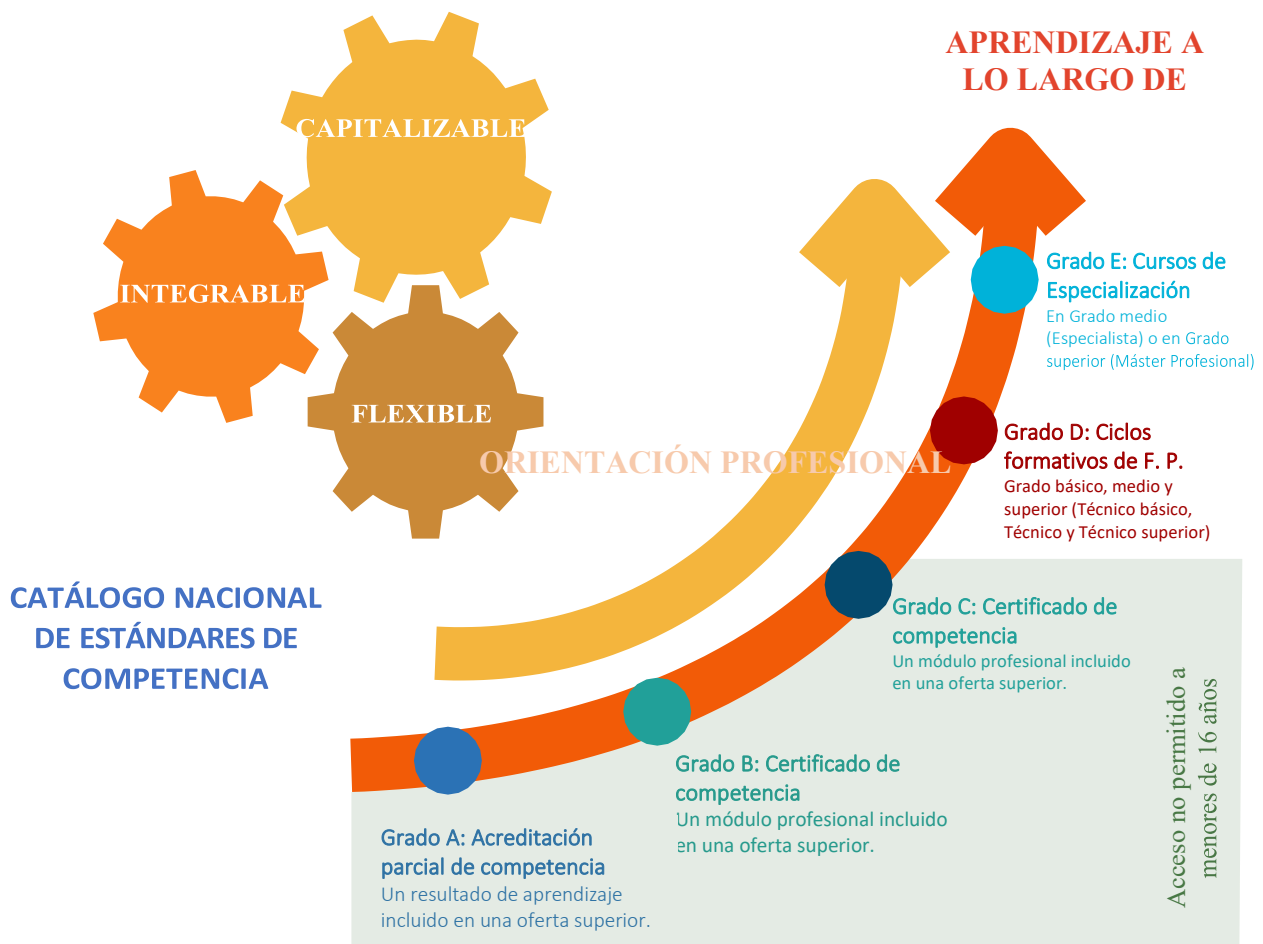 CAPITALIZABLE
INTEGRABLE
FLEXIBLE
APRENDIZAJE A
LO LARGO DE
ORIENTACIÓN PROFESIONAL
CATÁLOGO NACIONAL
DE ESTÁNDARES DE
COMPETENCIA
Grado E: Cursos de
Especialización
En Grado medio
(Especialista) o en Grado
superior (Máster Profesional)
Grado D: Ciclos
formativos de F. P.
Grado básico, medio y
superior (Técnico básico,
Técnico y Técnico superior)
Grado C: Certificado de
competencia
Un módulo profesional incluido
en una oferta superior.
Grado B: Certificado de
competencia
Un módulo profesional incluido
en una oferta superior.
Grado A: Acreditación
parcial de competencia
Un resultado de aprendizaje
incluido en una oferta superior.
Acceso no permitido a
menores de 16 años